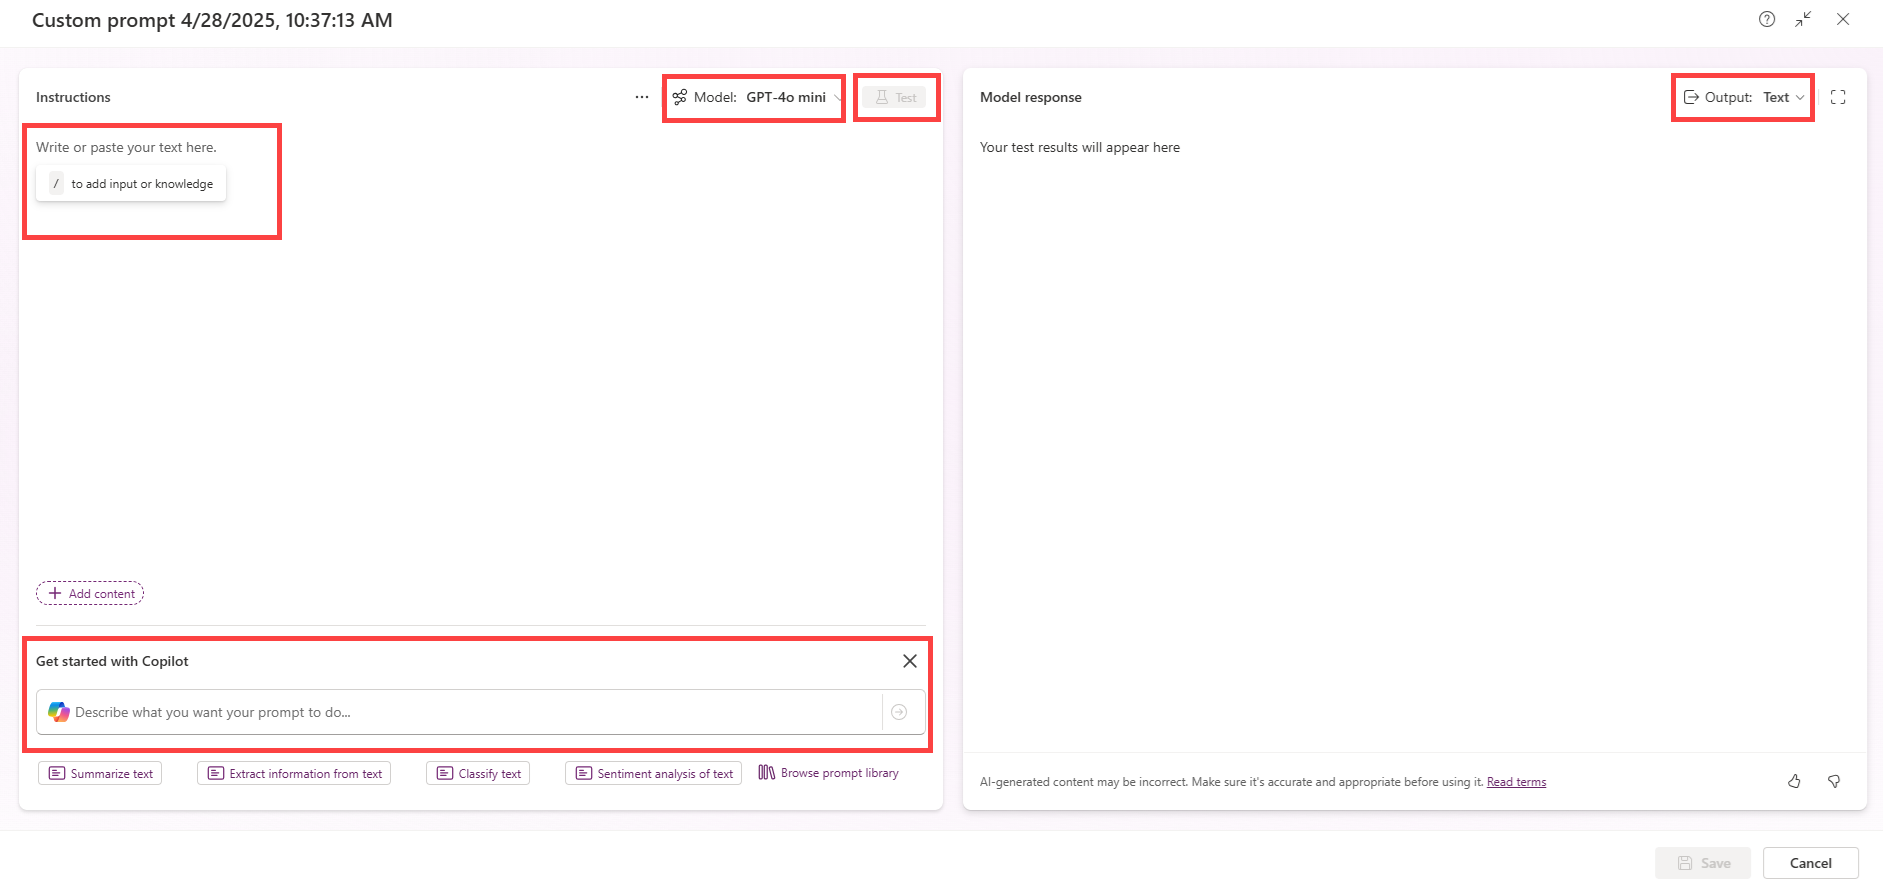 Custom prompt 4/28/2025, 10:37:13 AM
Instructions
Model: GPT-4o mini
Test
Write or paste your text here.
/ to add input or knowledge
Add content
Get started with Copilot
Describe what you want your prompt to do...
Summarize text
Extract information from text
Classify text
Sentiment analysis of text
Browse prompt library
Model response
Output: Text
Your test results will appear here
AI-generated content may be incorrect. Make sure it's accurate and appropriate before using it. Read terms
Save
Cancel